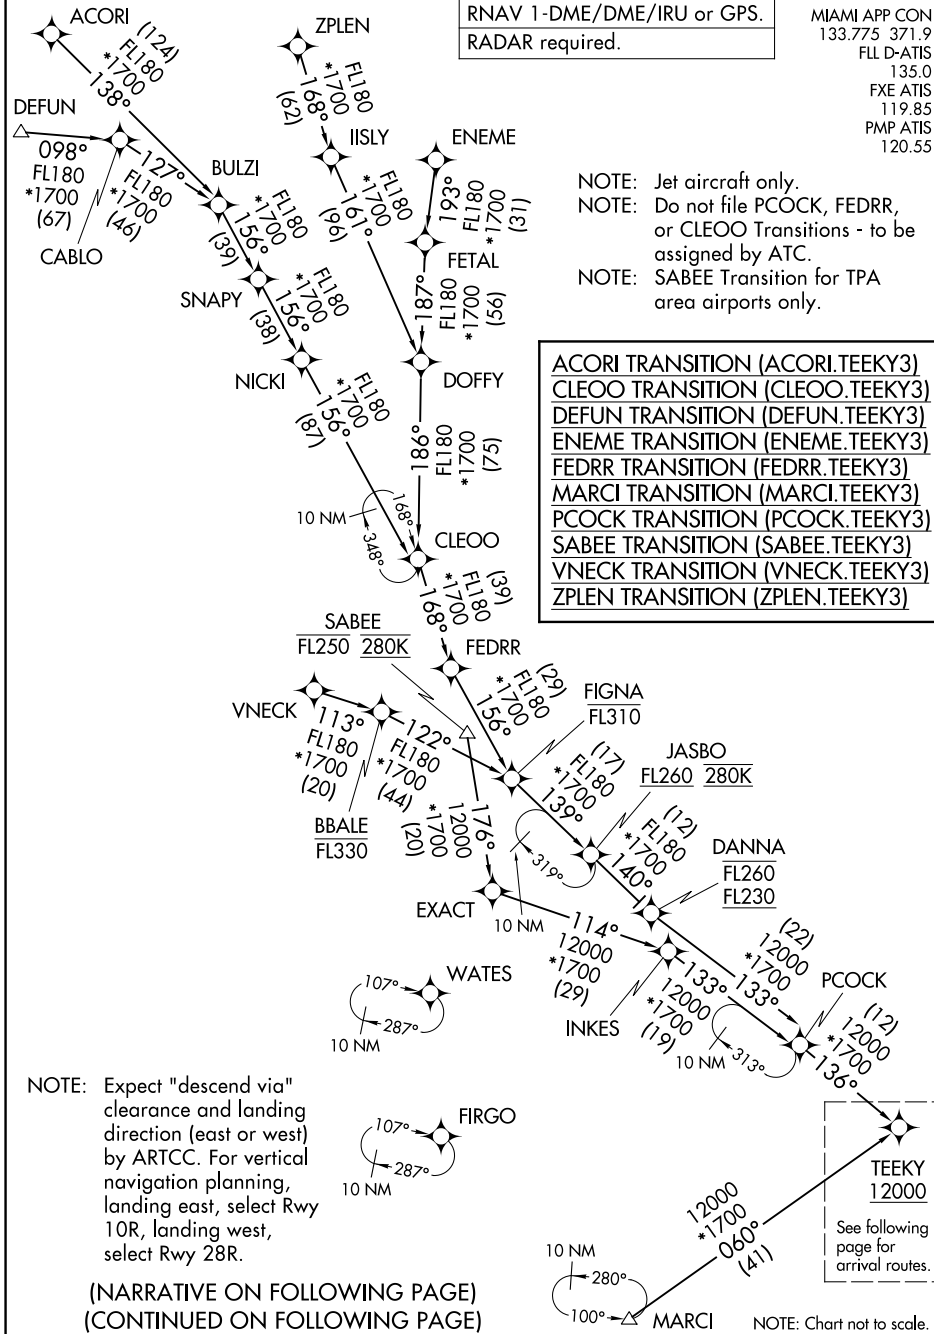 RNAV 1-DME/DME/IRU or GPS.
RADAR required.
MIAMI APP CON
133.775 371.9
FLL D-ATIS
135.0
FXE ATIS
119.85
PMP ATIS
120.55
NOTE: Jet aircraft only.
NOTE: Do not file PCOCK, FEDRR,
or CLEOO Transitions - to be
assigned by ATC.
NOTE: SABEE Transition for TPA
area airports only.
ACORI TRANSITION (ACORI.TEEKY3)
CLEOO TRANSITION (CLEOO.TEEKY3)
DEFUN TRANSITION (DEFUN.TEEKY3)
ENEME TRANSITION (ENEME.TEEKY3)
FEDRR TRANSITION (FEDRR.TEEKY3)
MARCI TRANSITION (MARCI.TEEKY3)
PCOCK TRANSITION (PCOCK.TEEKY3)
SABEE TRANSITION (SABEE.TEEKY3)
VNECK TRANSITION (VNECK.TEEKY3)
ZPLEN TRANSITION (ZPLEN.TEEKY3)
ACORI
(124)
FL180
*1700
138°
DEFUN
098°
FL180
*1700
(67)
CABLO
127°
FL180
*1700
(46)
BULZI
FL180
*1700
156°
(39)
SNAPY
FL180
*1700
156°
(38)
NICKI
FL180
*1700
156°
(87)
ZPLEN
FL180
*1700
168°
(62)
IISLY
FL180
*1700
161°
(96)
ENEME
193°
FL180
*1700
(31)
FETAL
187°
FL180
*1700
(56)
DOFFY
186°
FL180
*1700
(75)
10 NM
168°
348°
CLEOO
(39)
FL180
*1700
168°
SABEE
FL250 280K
FEDRR
(29)
FL180
*1700
156°
VNECK
113°
FL180
*1700
(20)
BBALE
FL330
122°
FL180
*1700
(44)
FIGNA
FL310
(17)
FL180
*1700
139°
JASBO
FL260 280K
319°
10 NM
(12)
FL180
*1700
140°
DANNA
FL260
FL230
176°
12000
*1700
(20)
EXACT
114°
12000
*1700
(29)
INKES
133°
12000
*1700
(19)
(22)
12000
*1700
133°
PCOCK
313°
10 NM
(12)
12000
*1700
136°
WATES
107°
287°
10 NM
FIRGO
107°
287°
10 NM
NOTE: Expect "descend via"
clearance and landing
direction (east or west)
by ARTCC. For vertical
navigation planning,
landing east, select Rwy
10R, landing west,
select Rwy 28R.
TEEKY
12000
See following
page for
arrival routes.
12000
*1700
060°
(41)
10 NM
280°
100°
MARCI
(NARRATIVE ON FOLLOWING PAGE)
(CONTINUED ON FOLLOWING PAGE)
NOTE: Chart not to scale.